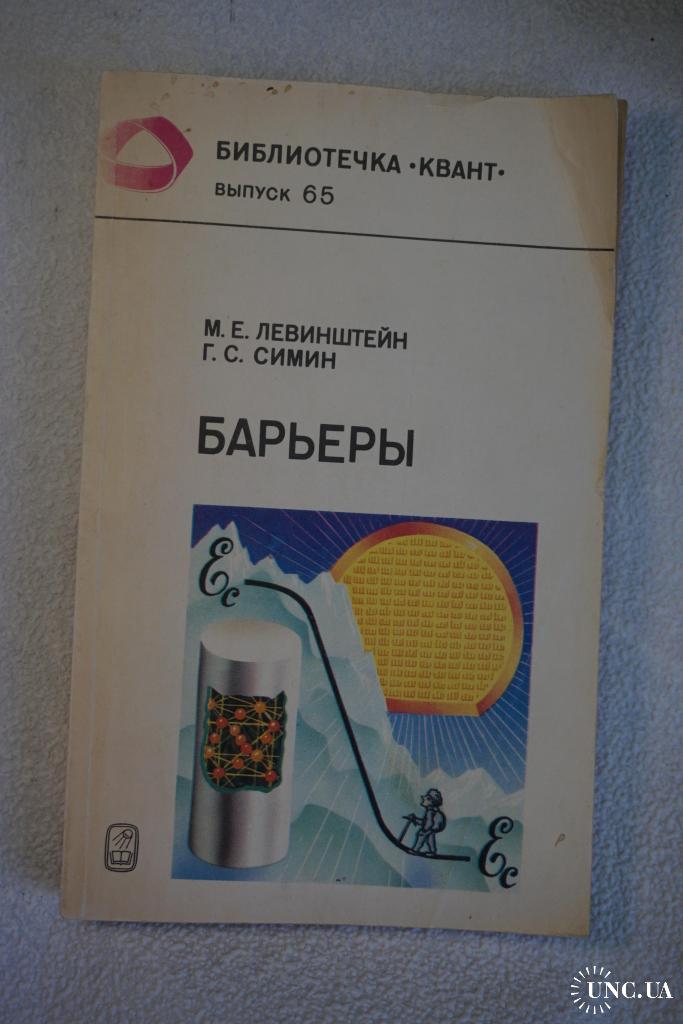 БИБЛИОТЕЧКА •КВАНТ•
ВЫПУСК 65
М. Е. ЛЕВИНШТЕЙН
Г. С. СИМИН
БАРЬЕРЫ
Ec
Ec
UNC.UA